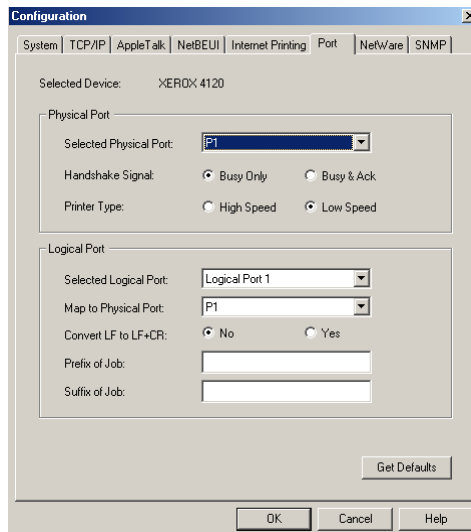 Configuration
System TCP/IP AppleTalk NetBEUI Internet Printing Port NetWare SNMP
Selected Device: XEROX 4120
Physical Port
Selected Physical Port: P1
Handshake Signal: Busy Only Busy & Ack
Printer Type: High Speed Low Speed
Logical Port
Selected Logical Port: Logical Port 1
Map to Physical Port: P1
Convert LF to LF+CR: No Yes
Prefix of Job:
Suffix of Job:
Get Defaults
OK Cancel Help